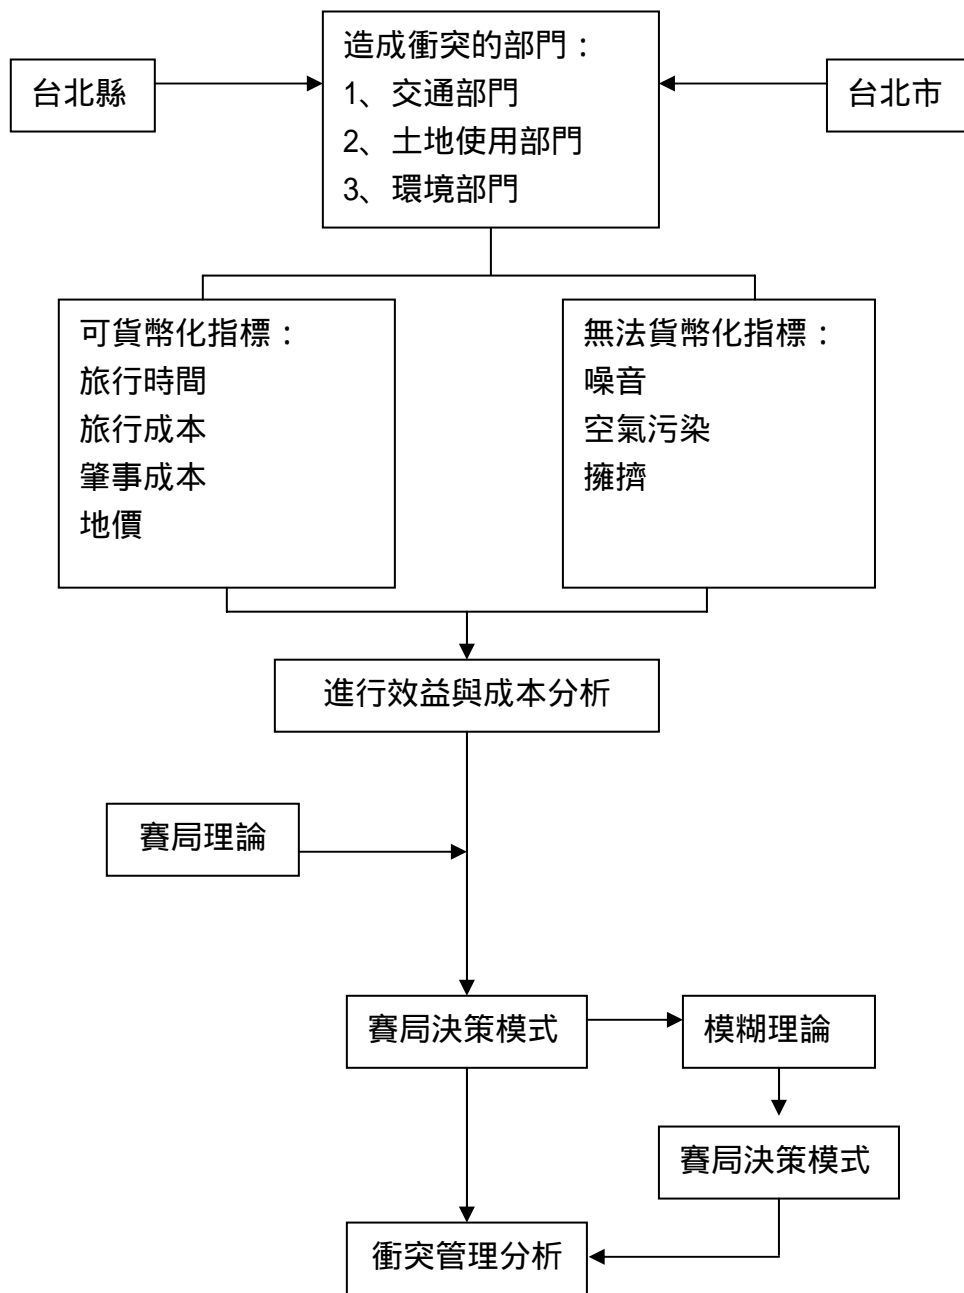 造成衝突的部門：
1、交通部門
2、土地使用部門
3、環境部門
台北縣
台北市
可貨幣化指標：
旅行時間
旅行成本
肇事成本
地價
無法貨幣化指標：
噪音
空氣污染
擁擠
進行效益與成本分析
賽局理論
賽局決策模式
模糊理論
賽局決策模式
衝突管理分析